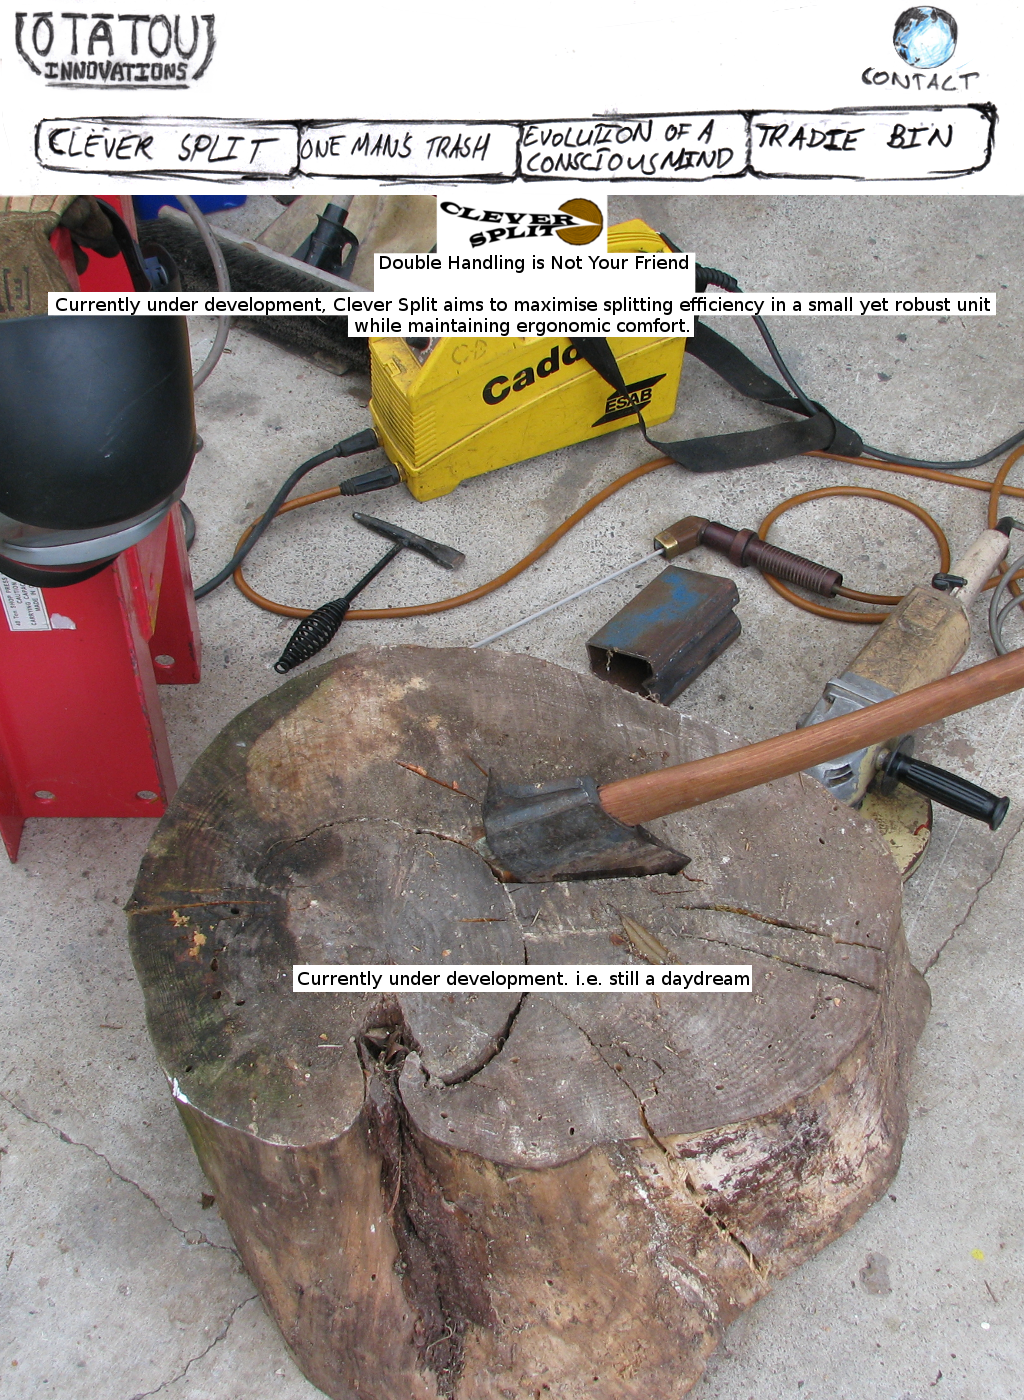 ŌTĀTOU
INNOVATIONS
CONTACT
CLEVER SPLIT
ONE MAN'S TRASH
EVOLUTION OF A
CONSCIOUS MIND
TRADIE BIN
CLEVER
SPLIT
Double Handling is Not Your Friend
Currently under development, Clever Split aims to maximise splitting efficiency in a small yet robust unit
while maintaining ergonomic comfort.
Cadd
ESAB
Currently under development. i.e. still a daydream